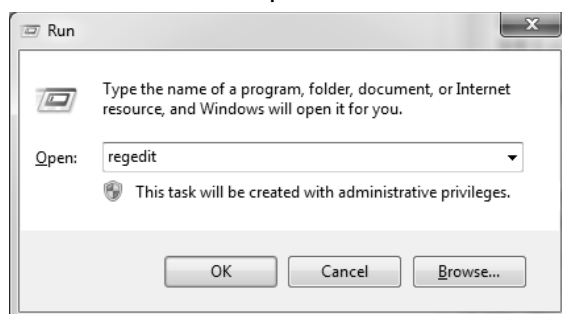 Run
Type the name of a program, folder, document, or Internet
resource, and Windows will open it for you.
Open: regedit
This task will be created with administrative privileges.
OK Cancel Browse...